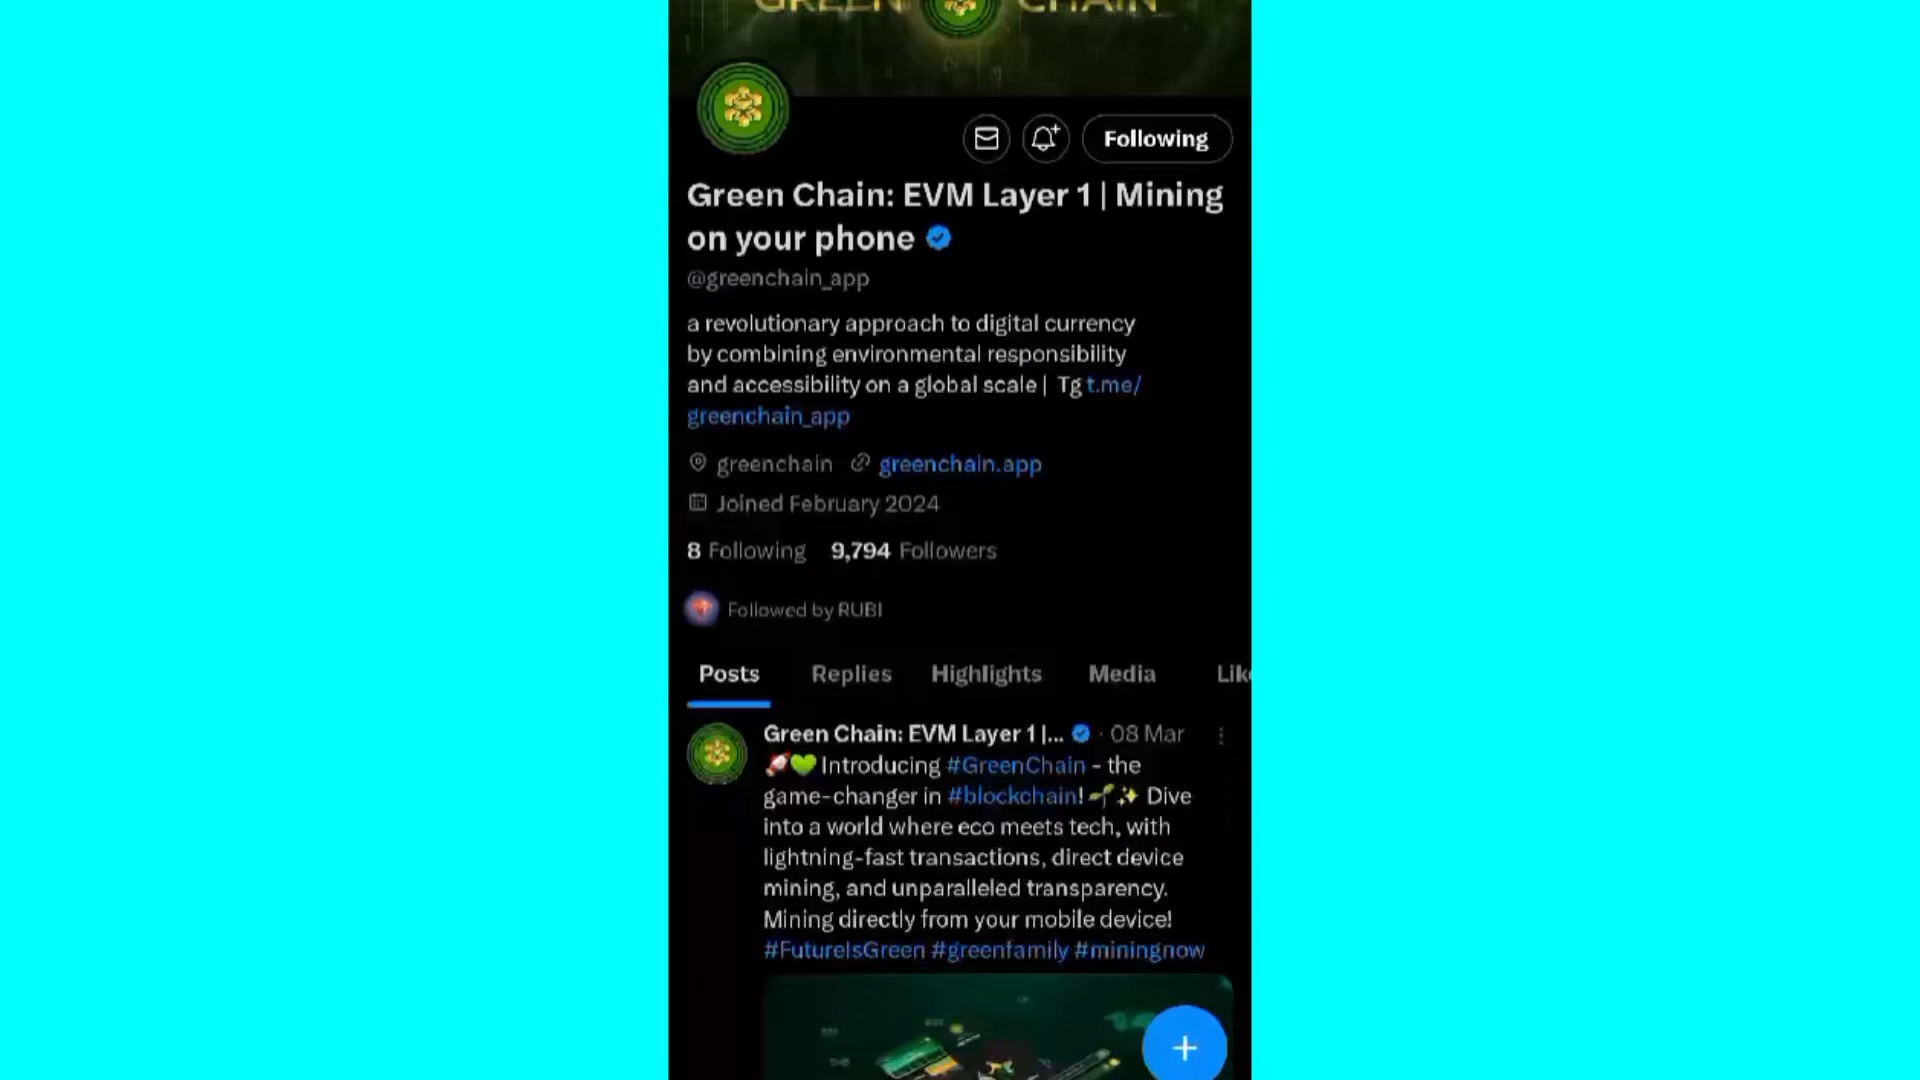 GREEN CHAIN
Following
Green Chain: EVM Layer 1 | Mining
on your phone
@greenchain_app
a revolutionary approach to digital currency
by combining environmental responsibility
and accessibility on a global scale | Tg t.me/
greenchain_app
greenchain greenchain.app
Joined February 2024
8 Following 9,794 Followers
Followed by RUBI
Posts Replies Highlights Media Like
Green Chain: EVM Layer 1 |... · 08 Mar
🚀💚 Introducing #GreenChain - the
game-changer in #blockchain! 🌱✨ Dive
into a world where eco meets tech, with
lightning-fast transactions, direct device
mining, and unparalleled transparency.
Mining directly from your mobile device!
#FutureIsGreen #greenfamily #miningnow